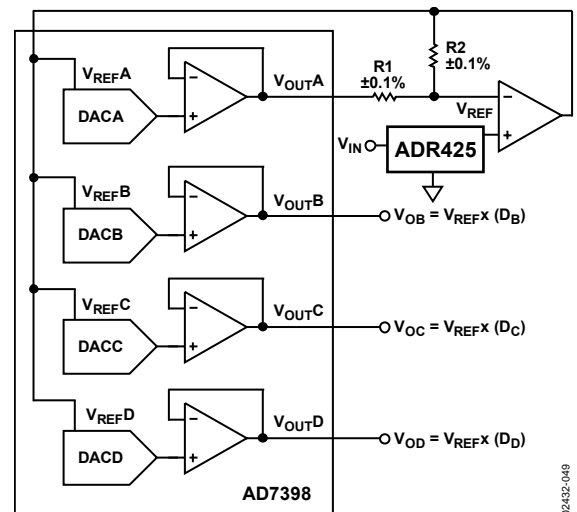 R2
±0.1%
R1
±0.1%
VREFA
DACA
VOUTA
−
+
VREF
−
+
VIN
ADR425
VREFB
DACB
VOUTB
−
+
VOB = VREF x (DB)
VREFC
DACC
VOUTC
−
+
VOC = VREF x (DC)
VREFD
DACD
VOUTD
−
+
VOD = VREF x (DD)
AD7398
02432-049